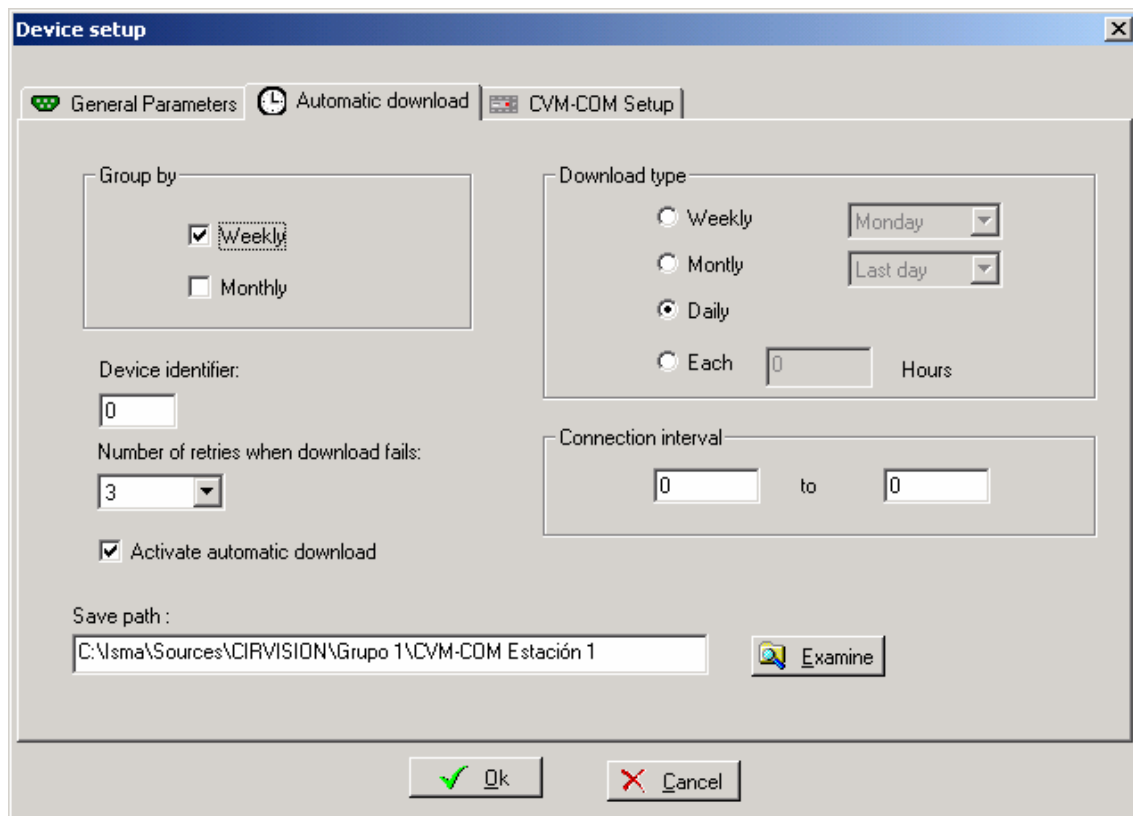 Device setup
General Parameters
Automatic download
CVM-COM Setup
Group by
Weekly
Monthly
Device identifier:
0
Number of retries when download fails:
3
Activate automatic download
Download type
Weekly Monday
Montly Last day
Daily
Each 0 Hours
Connection interval
0 to 0
Save path :
C:\Isma\Sources\CIRVISION\Grupo 1\CVM-COM Estación 1
Examine
Ok
Cancel